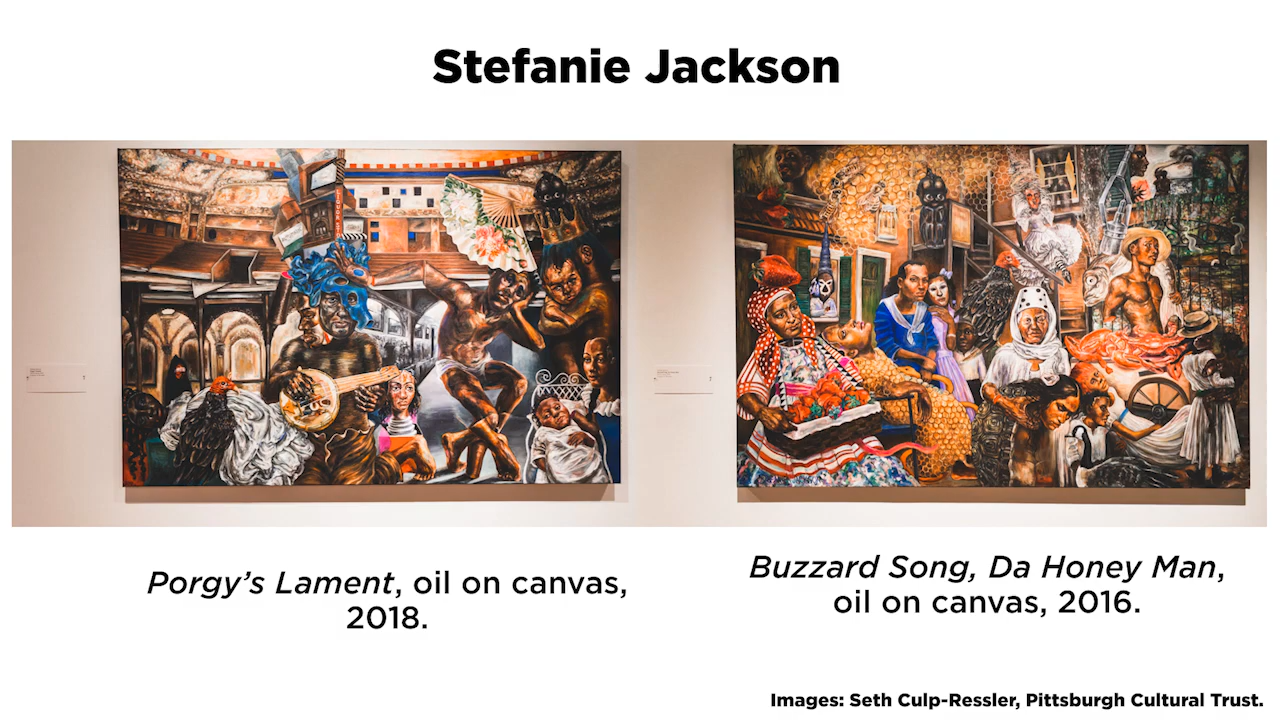 Stefanie Jackson
Porgy's Lament, oil on canvas,
2018.
Buzzard Song, Da Honey Man,
oil on canvas, 2016.
Images: Seth Culp-Ressler, Pittsburgh Cultural Trust.